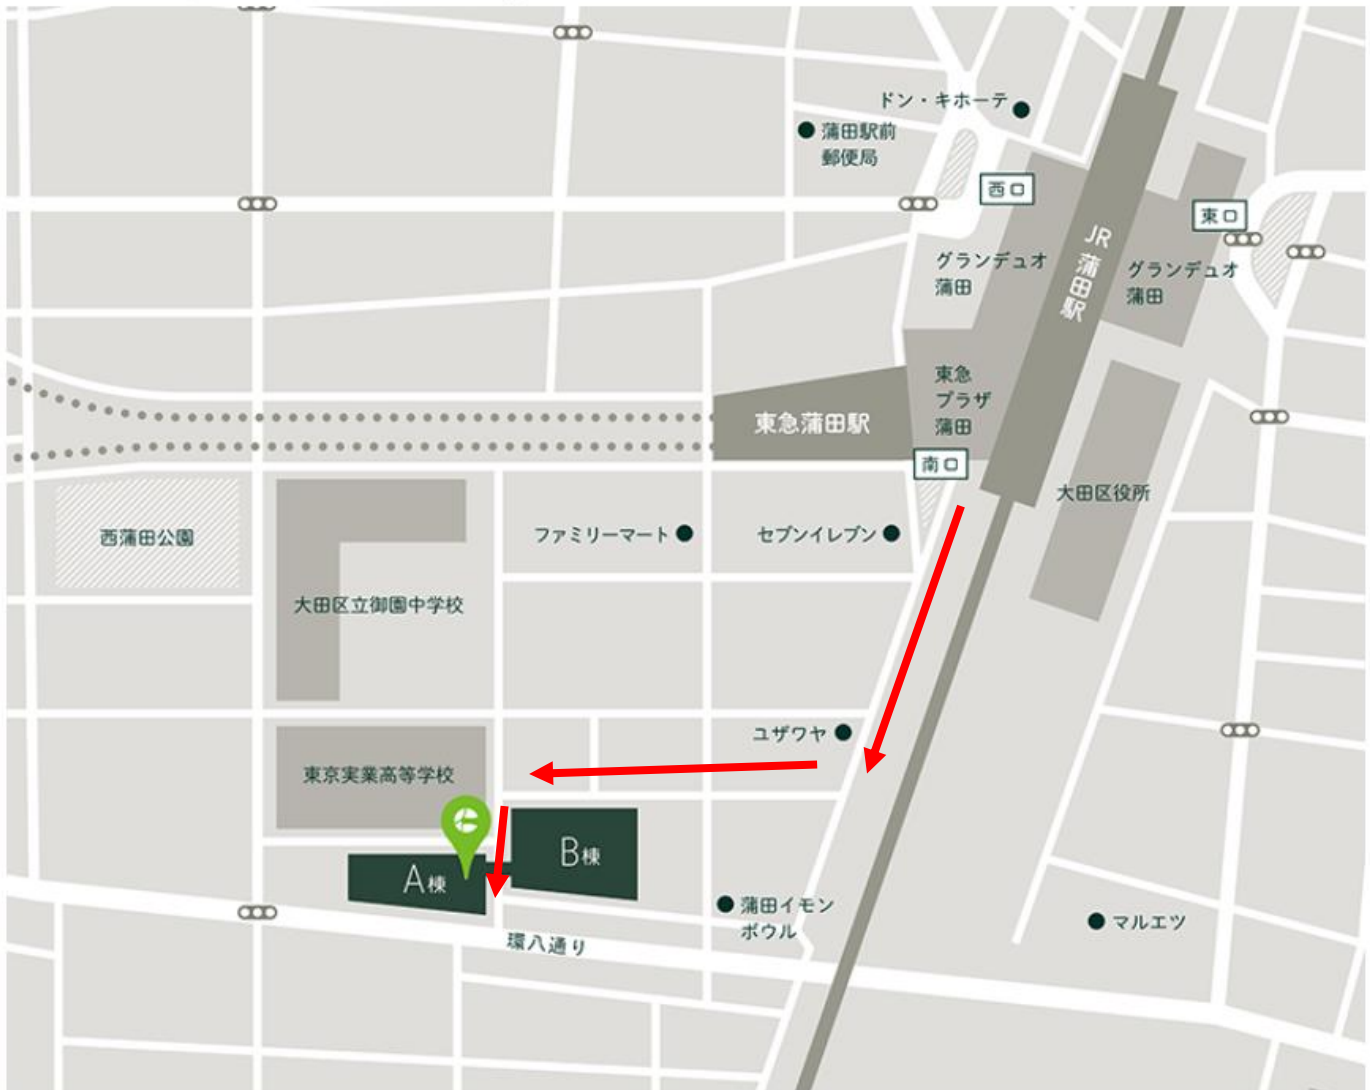 ドン・キホーテ
蒲田駅前
郵便局
西口
東口
JR蒲田駅
グランデュオ
蒲田
グランデュオ
蒲田
東急
プラザ
蒲田
東急蒲田駅
南口
大田区役所
西蒲田公園
ファミリーマート
セブンイレブン
大田区立御園中学校
ユザワヤ
東京実業高等学校
A棟
B棟
蒲田イモン
ボウル
マルエツ
環八通り